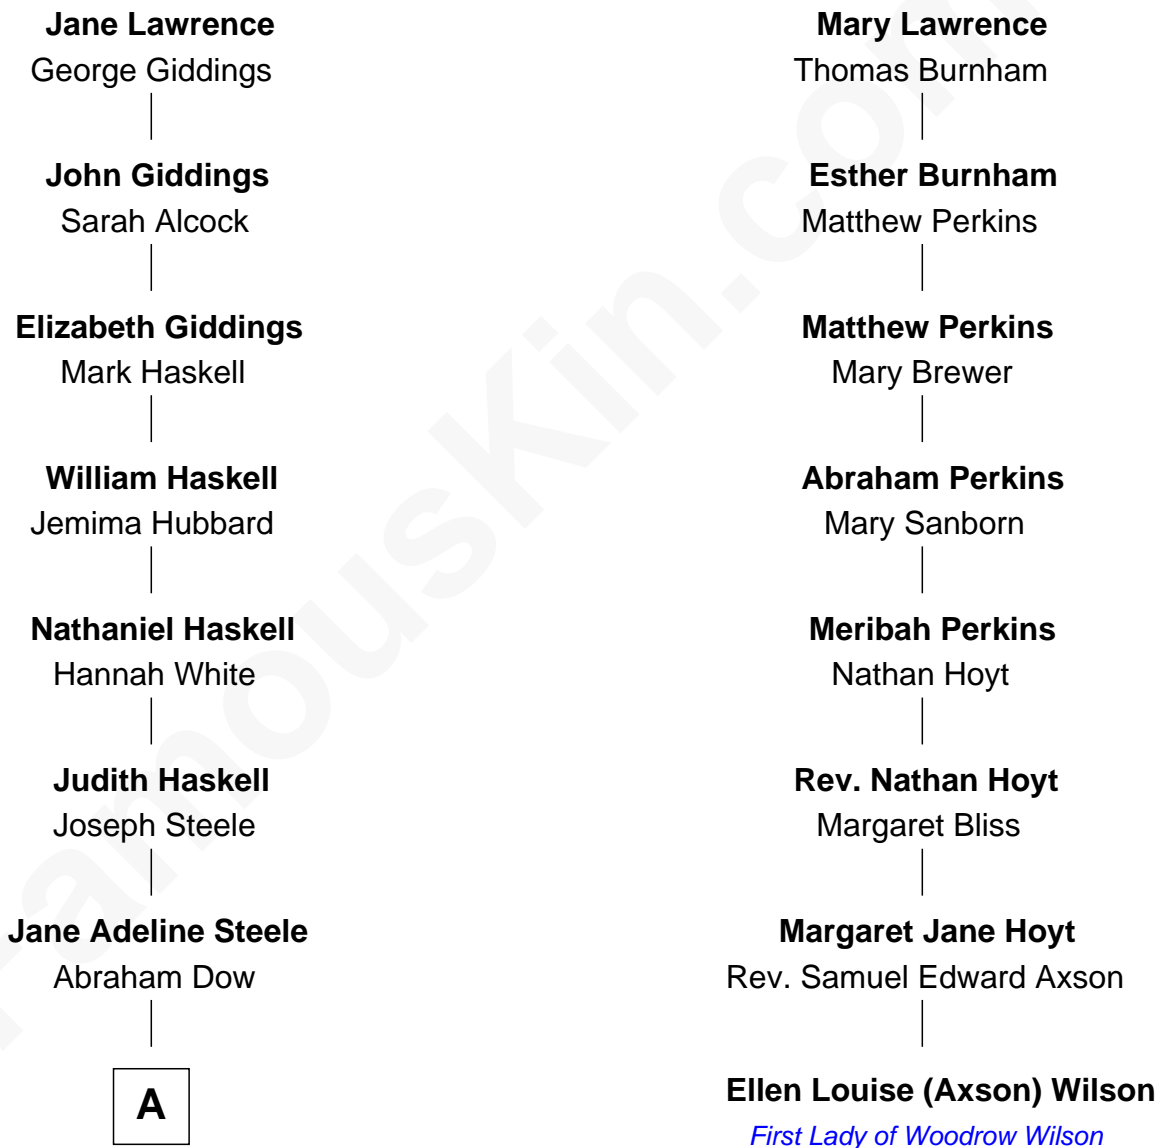 Jane Lawrence
George Giddings
John Giddings
Sarah Alcock
Elizabeth Giddings
Mark Haskell
William Haskell
Jemima Hubbard
Nathaniel Haskell
Hannah White
Judith Haskell
Joseph Steele
Jane Adeline Steele
Abraham Dow
A
Mary Lawrence
Thomas Burnham
Esther Burnham
Matthew Perkins
Matthew Perkins
Mary Brewer
Abraham Perkins
Mary Sanborn
Meribah Perkins
Nathan Hoyt
Rev. Nathan Hoyt
Margaret Bliss
Margaret Jane Hoyt
Rev. Samuel Edward Axson
Ellen Louise (Axson) Wilson
First Lady of Woodrow Wilson
FamousKin.com